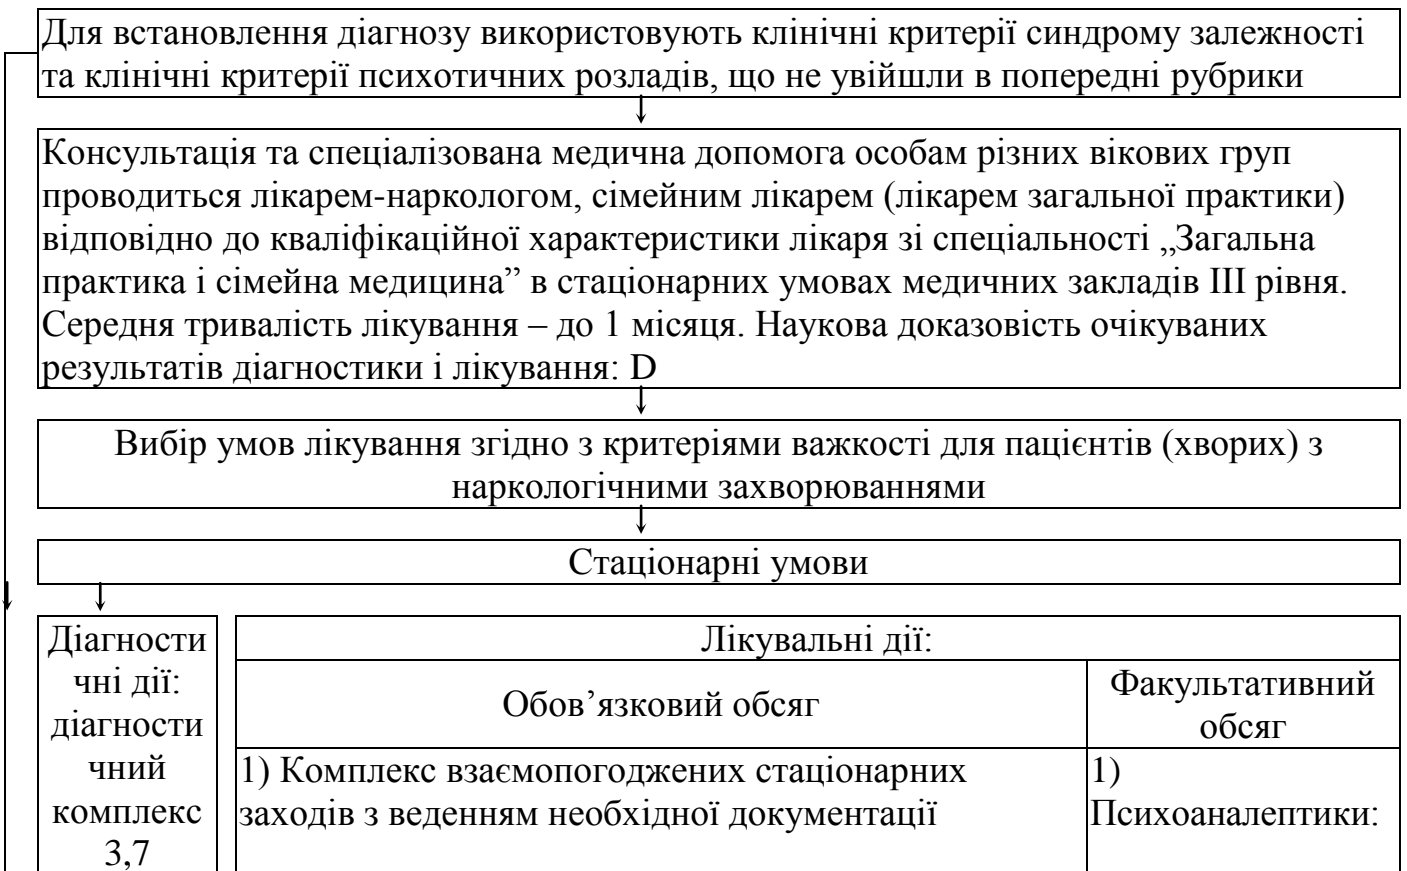 Для встановлення діагнозу використовують клінічні критерії синдрому залежності
та клінічні критерії психотичних розладів, що не увійшли в попередні рубрики
Консультація та спеціалізована медична допомога особам різних вікових груп
проводиться лікарем-наркологом, сімейним лікарем (лікарем загальної практики)
відповідно до кваліфікаційної характеристики лікаря зі спеціальності „Загальна
практика і сімейна медицина” в стаціонарних умовах медичних закладів III рівня.
Середня тривалість лікування – до 1 місяця. Наукова доказовість очікуваних
результатів діагностики і лікування: D
Вибір умов лікування згідно з критеріями важкості для пацієнтів (хворих) з
наркологічними захворюваннями
Стаціонарні умови
Діагности
чні дії:
діагности
чний
комплекс
3,7
Лікувальні дії:
Обов’язковий обсяг
Факультативний
обсяг
1) Комплекс взаємопогоджених стаціонарних
заходів з веденням необхідної документації
1)
Психоаналептики: